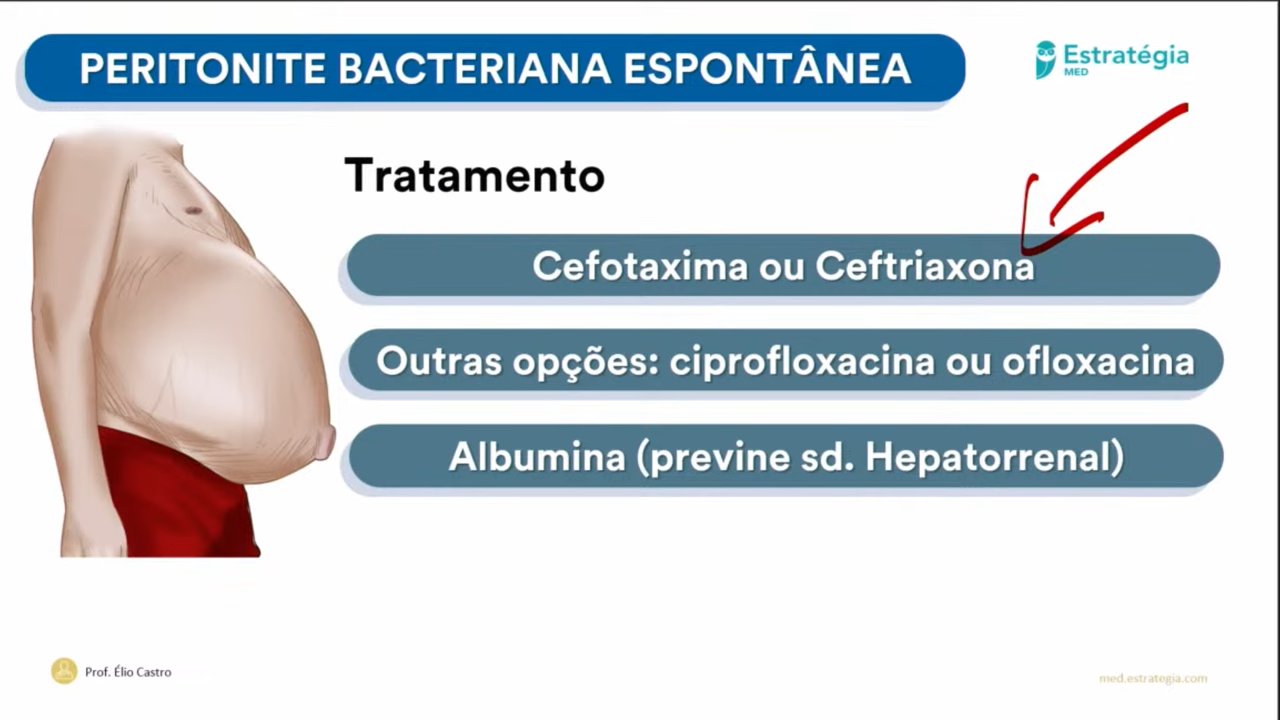 PERITONITE BACTERIANA ESPONTÂNEA
Estratégia
MED
Tratamento
Cefotaxima ou Ceftriaxona
Outras opções: ciprofloxacina ou ofloxacina
Albumina (previne sd. Hepatorrenal)
Prof. Élio Castro
med.estrategia.com